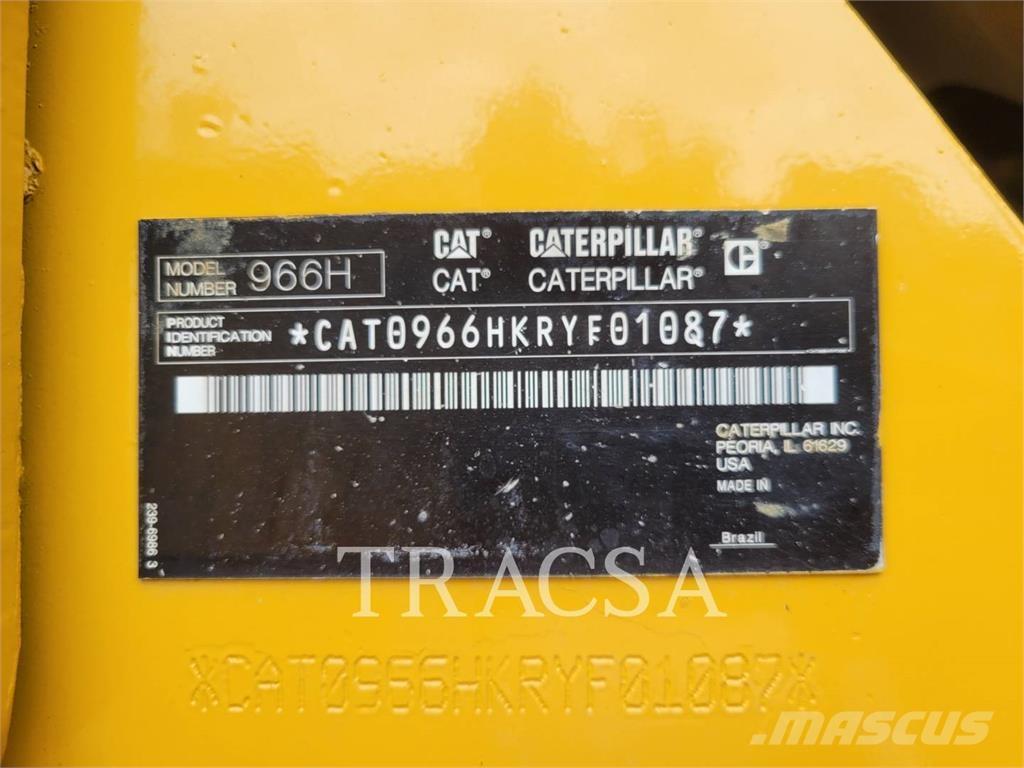 CAT® CATERPILLAR®
MODEL NUMBER 966H
CAT® CATERPILLAR®
PRODUCT IDENTIFICATION NUMBER *CAT0966HKRYF01087*
CATERPILLAR INC.
PEORIA, IL 61629
USA
MADE IN
Brazil
239-6986 3
TRACSA
*CAT0966HKRYF01087*
MASCUS